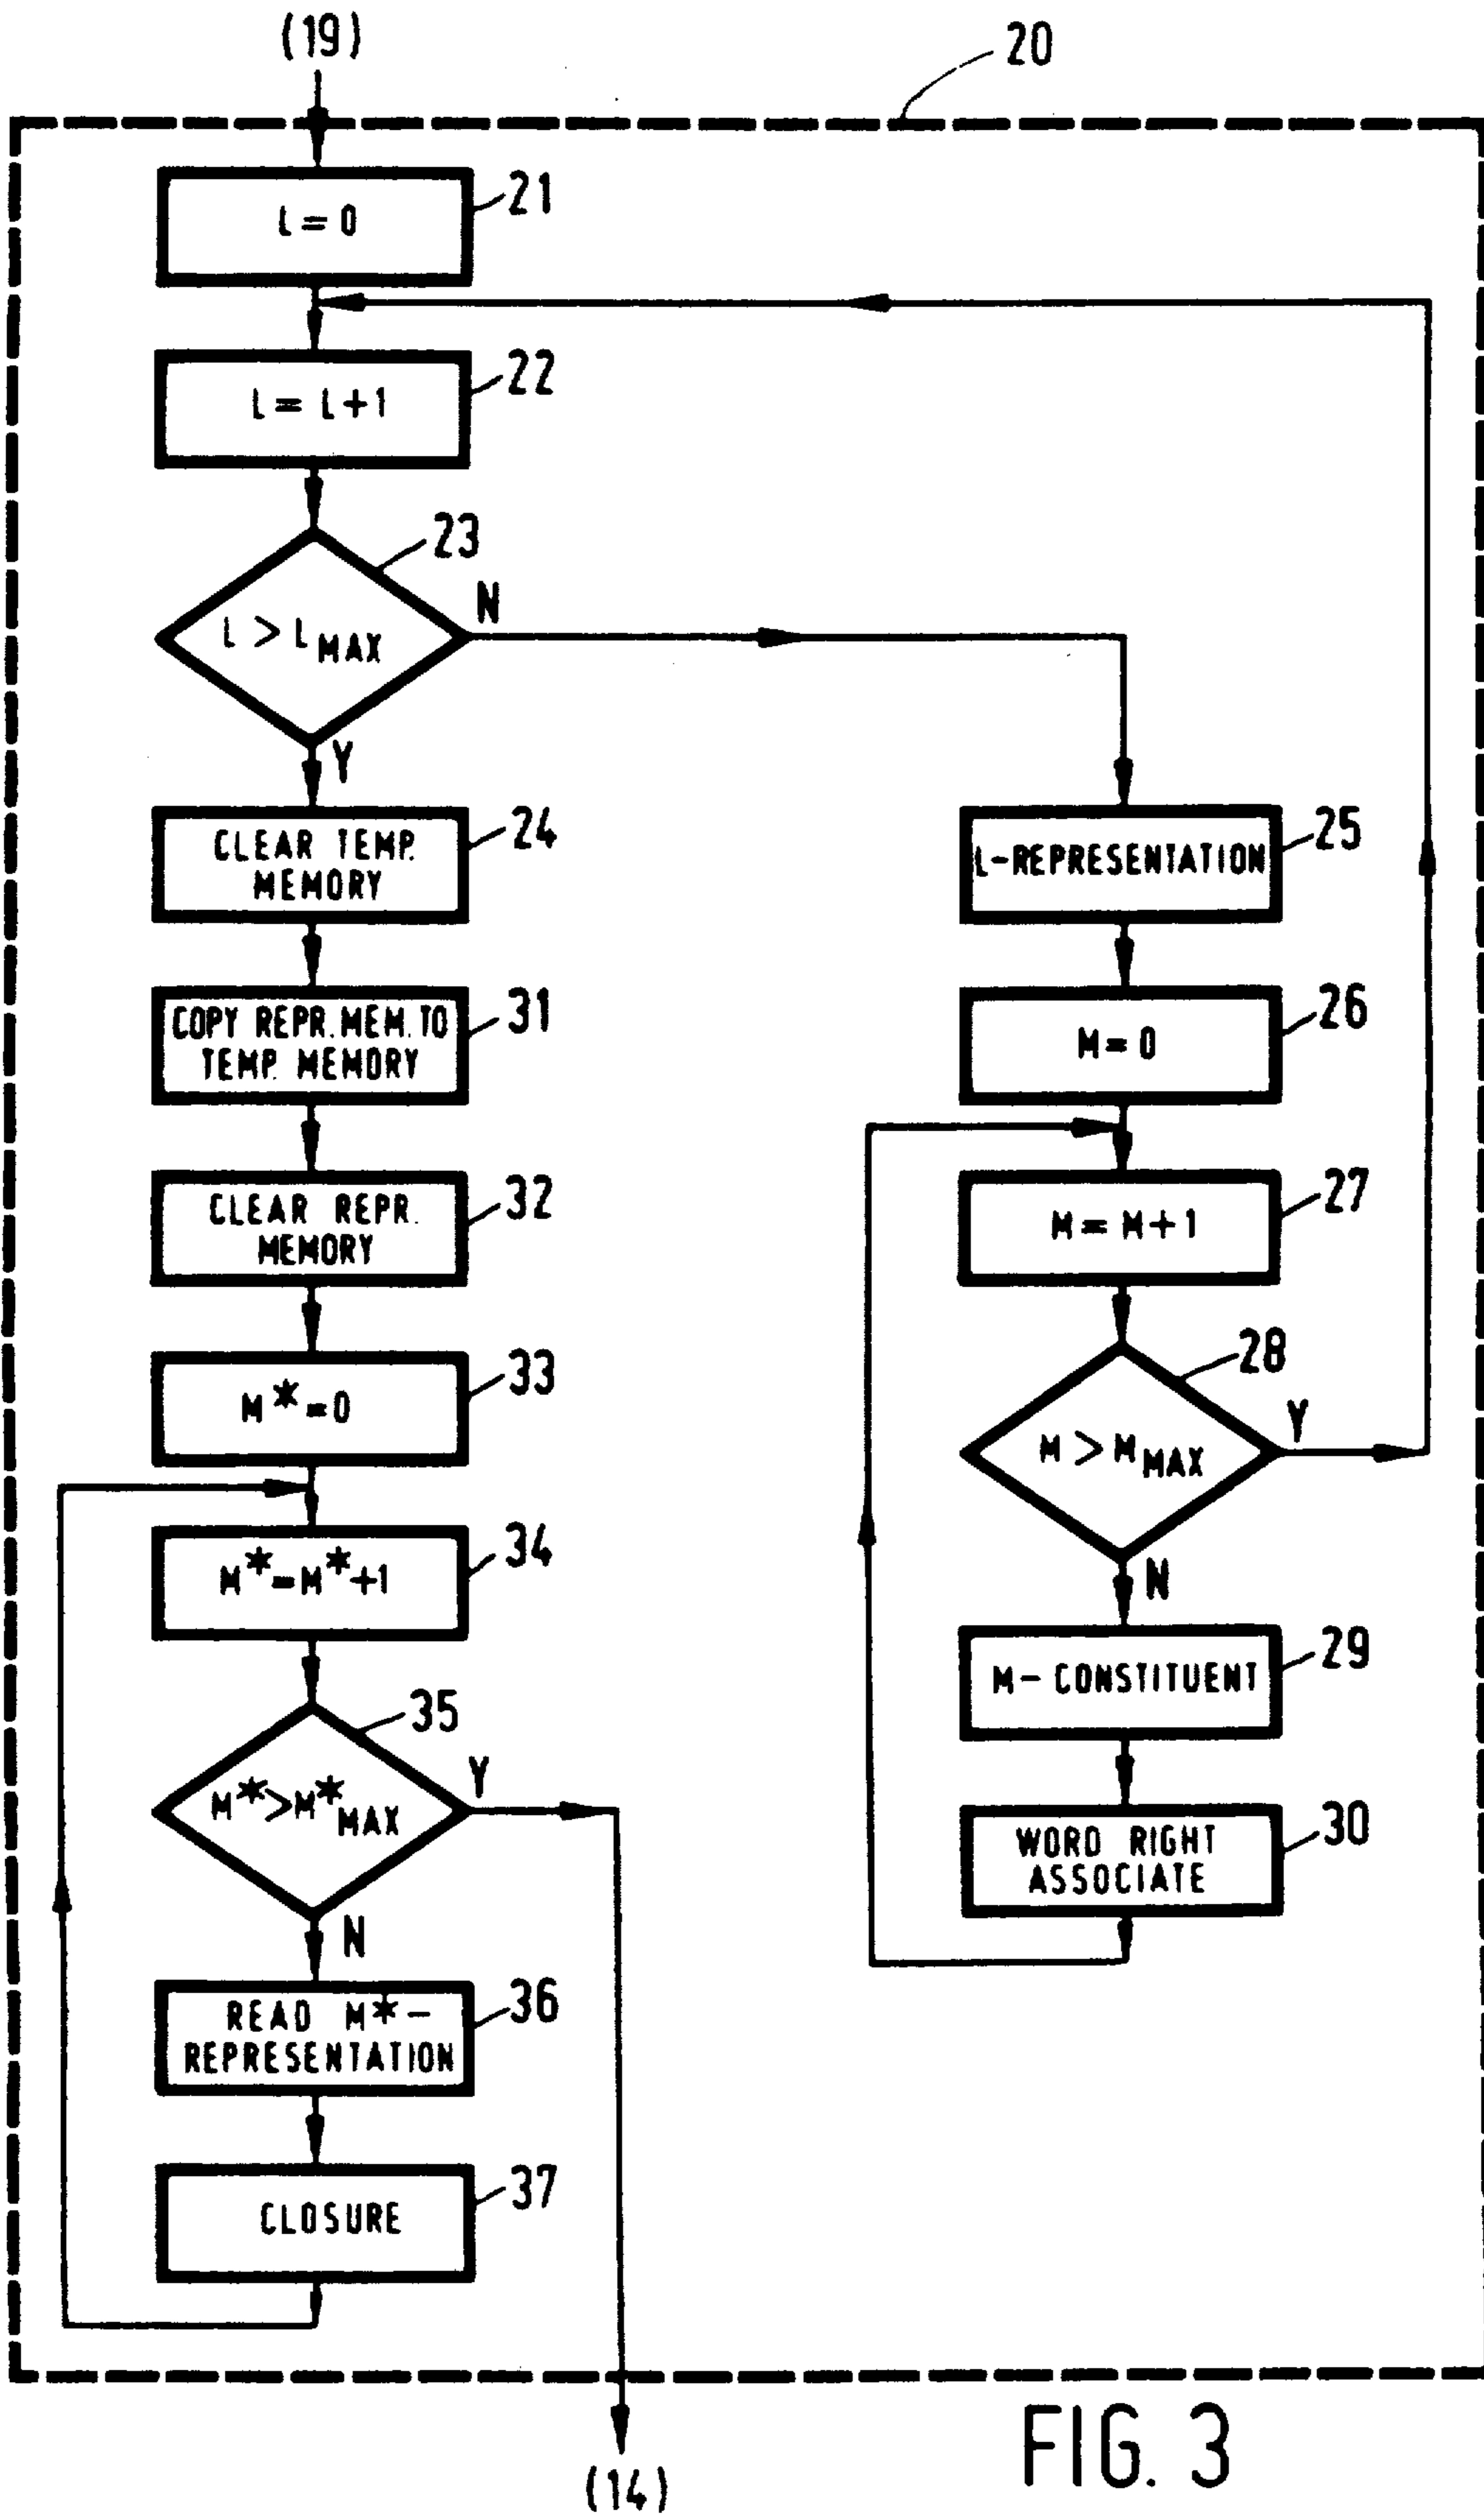 (19)
20
21
L=0
22
L=L+1
23
L>L MAX
N
Y
24
CLEAR TEMP.
MEMORY
25
L-REPRESENTATION
31
COPY REPR.MEM.TO
TEMP. MEMORY
26
M=0
32
CLEAR REPR.
MEMORY
27
M=M+1
33
M*=0
28
M>M MAX
Y
N
34
M*=M*+1
29
M-CONSTITUENT
35
M*>M* MAX
Y
N
30
WORD RIGHT
ASSOCIATE
36
READ M*-
REPRESENTATION
37
CLOSURE
FIG. 3
(14)